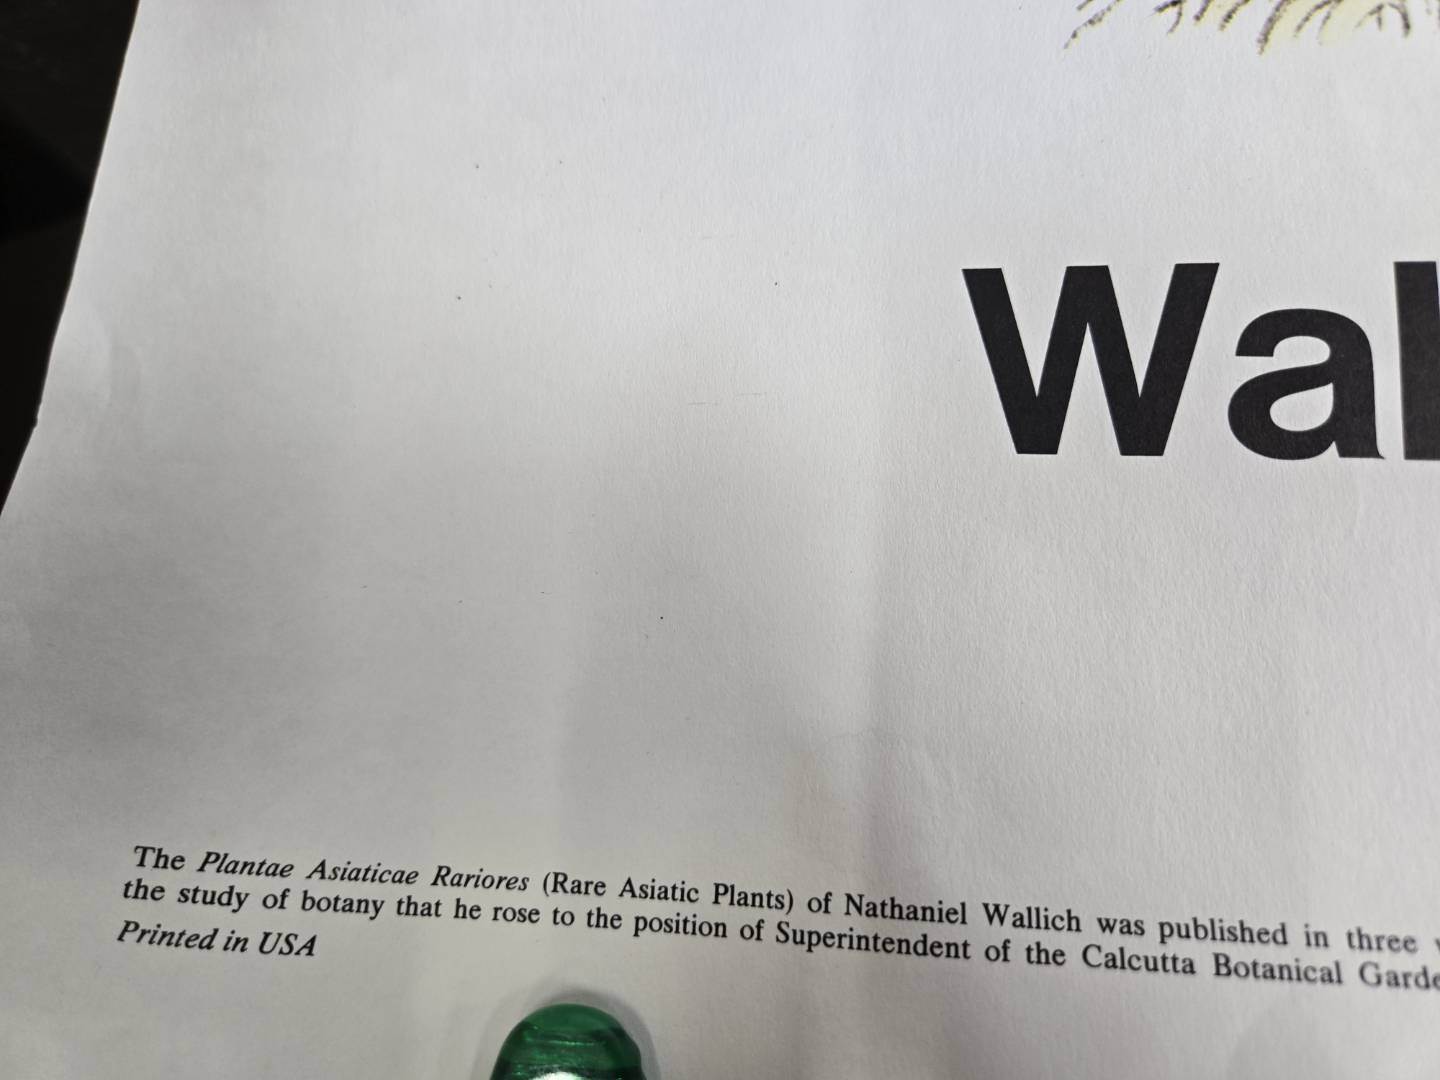 Wal
The Plantae Asiaticae Rariores (Rare Asiatic Plants) of Nathaniel Wallich was published in three
the study of botany that he rose to the position of Superintendent of the Calcutta Botanical Garde
Printed in USA